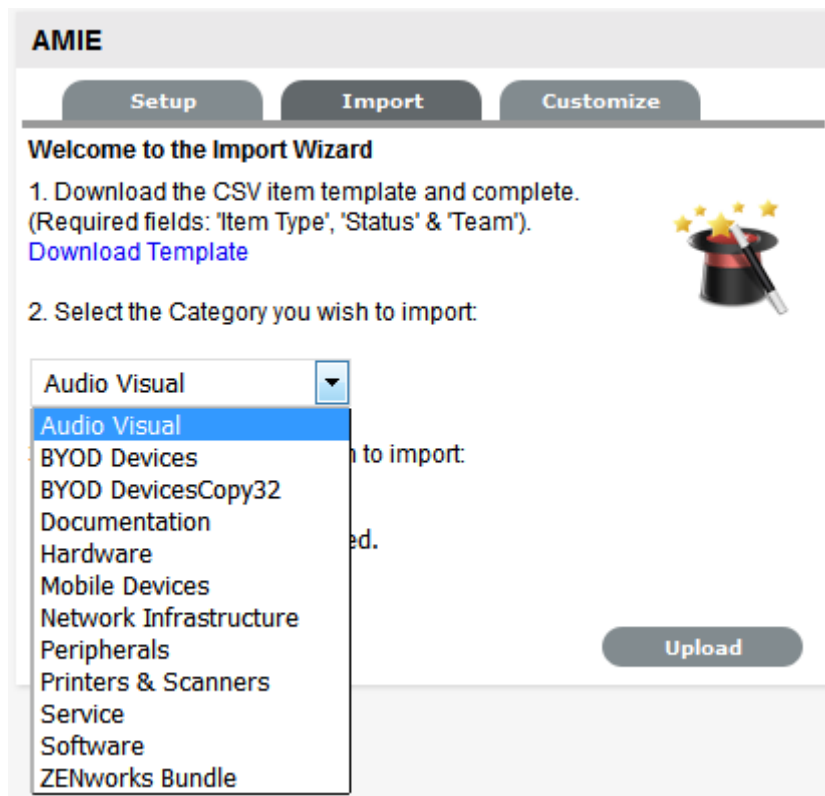 AMIE
Setup Import Customize
Welcome to the Import Wizard
1. Download the CSV item template and complete.
(Required fields: 'Item Type', 'Status' & 'Team').
Download Template
2. Select the Category you wish to import:
Audio Visual
Audio Visual
BYOD Devices
to import:
BYOD DevicesCopy32
Documentation
Hardware
Mobile Devices
Network Infrastructure
Peripherals
Upload
Printers & Scanners
Service
Software
ZENworks Bundle